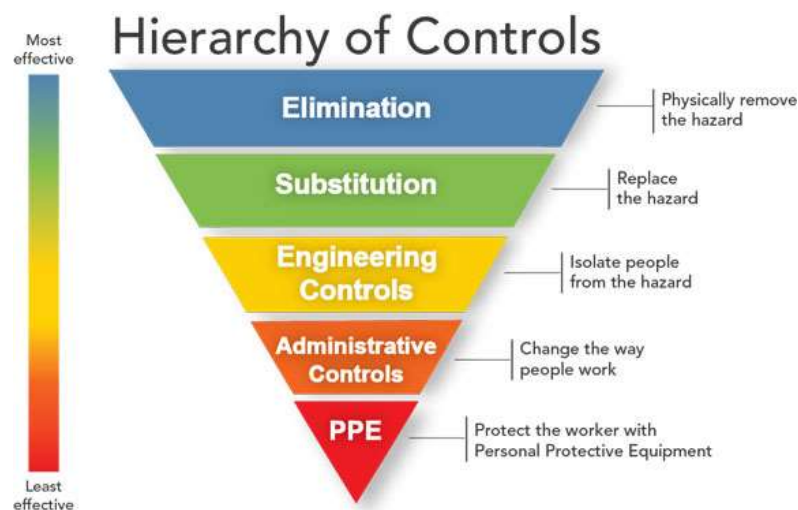 Hierarchy of Controls
Most
effective
Elimination
Physically remove
the hazard
Substitution
Replace
the hazard
Engineering
Controls
Isolate people
from the hazard
Administrative
Controls
Change the way
people work
PPE
Protect the worker with
Personal Protective Equipment
Least
effective